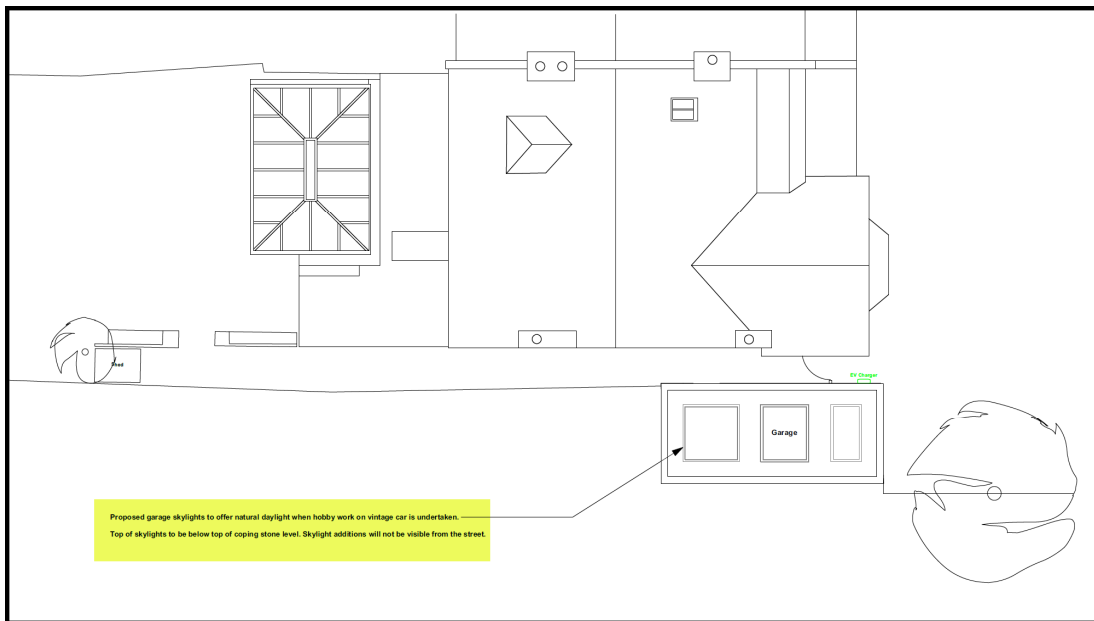 Shed
EV Charger
Garage
Proposed garage skylights to offer natural daylight when hobby work on vintage car is undertaken.
Top of skylights to be below top of coping stone level. Skylight additions will not be visible from the street.